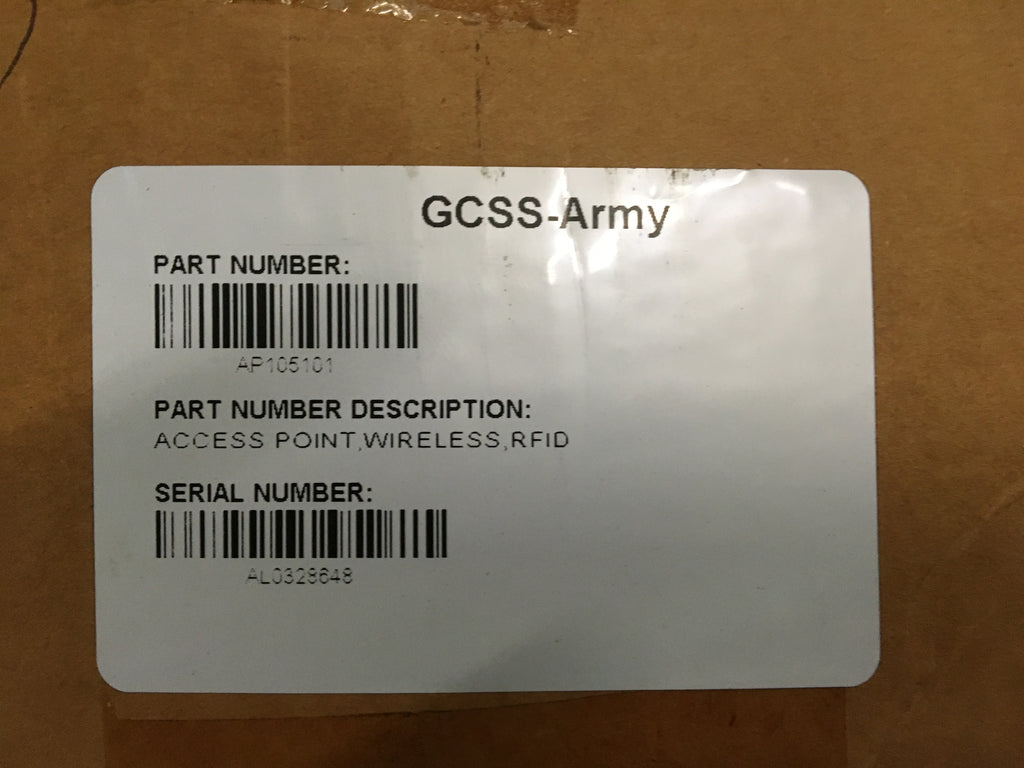 GCSS-Army
PART NUMBER:
AP105101
PART NUMBER DESCRIPTION:
ACCESS POINT,WIRELESS,RFID
SERIAL NUMBER:
AL0328648